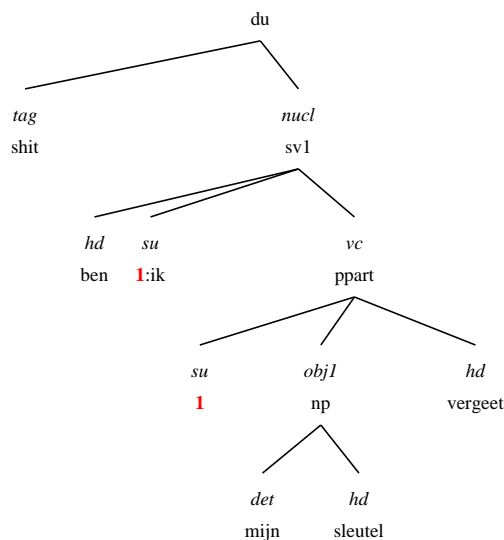 du
tag nucl
shit sv1
hd su vc
ben 1:ik ppart
su obj1 hd
1 np vergeet
det hd
mijn sleutel